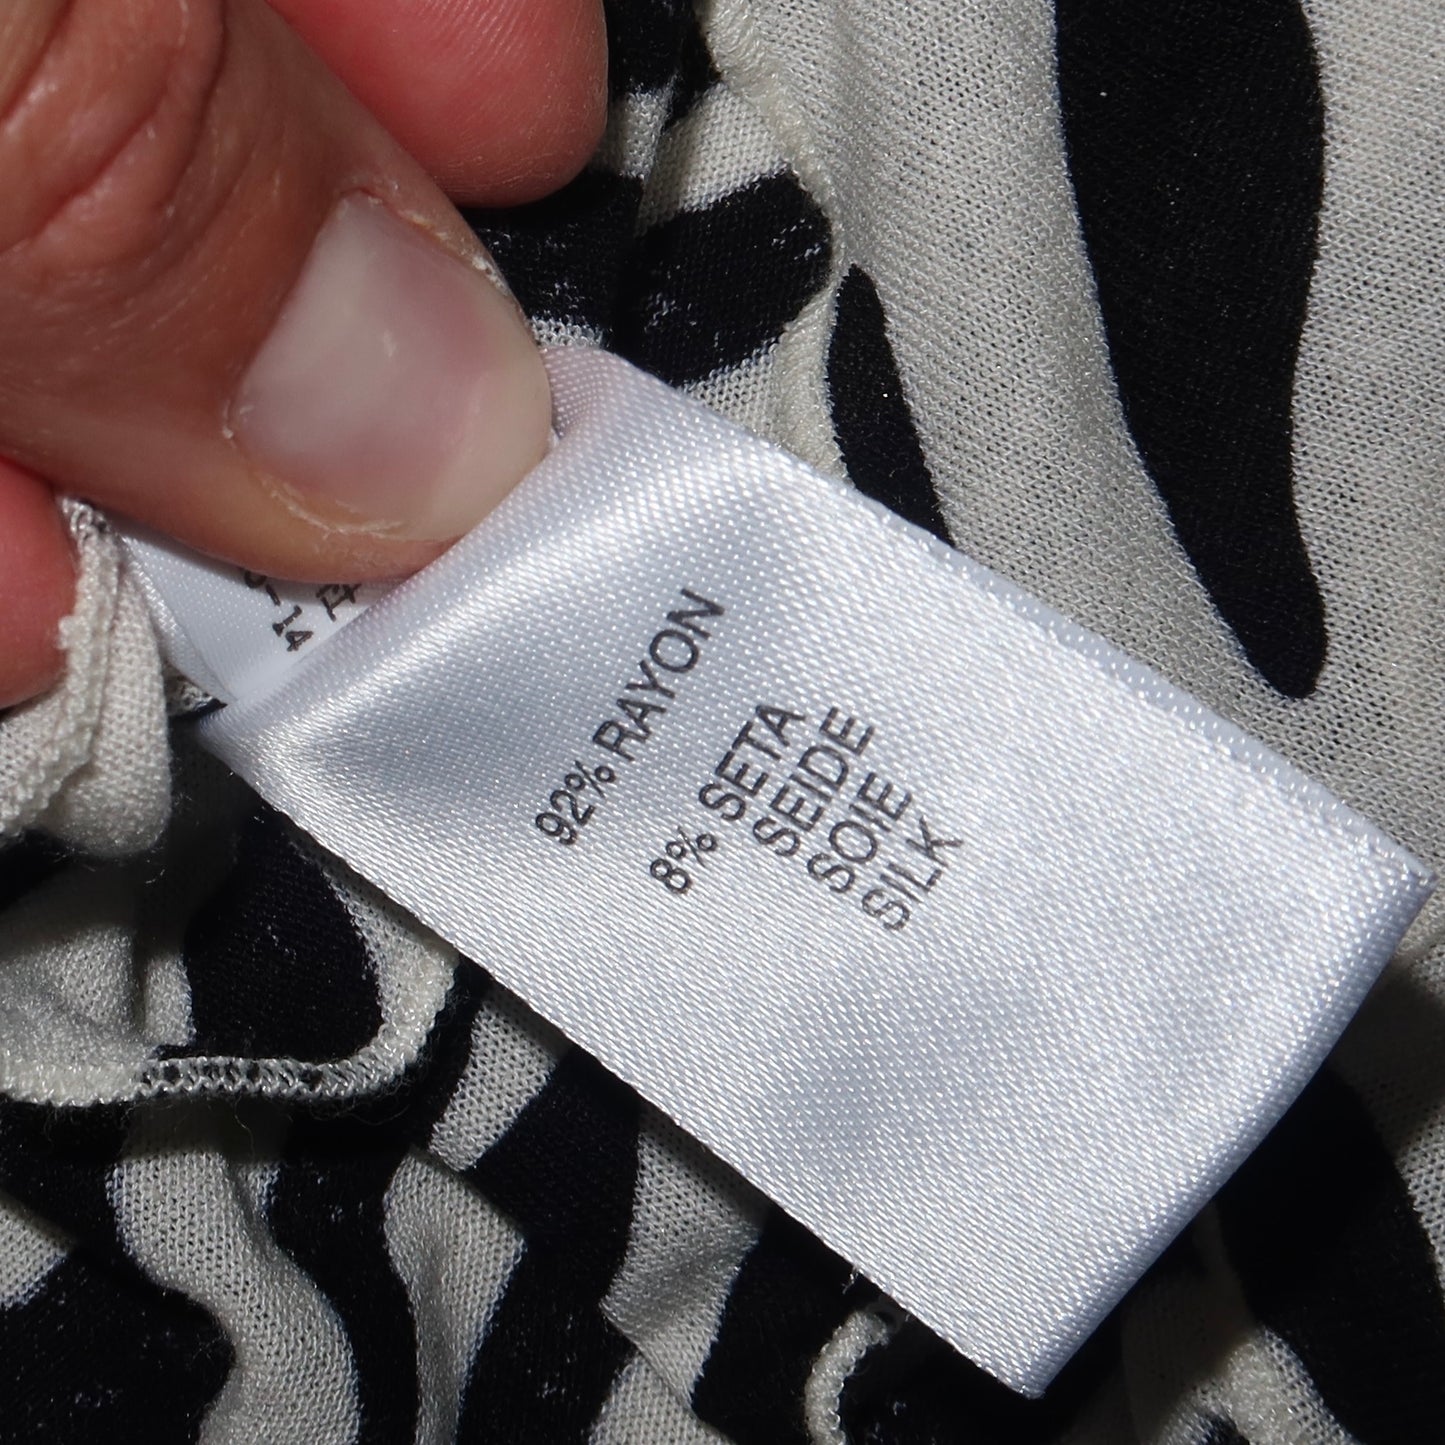 92% RAYON
8% SETA
SEIDE
SOIE
SILK